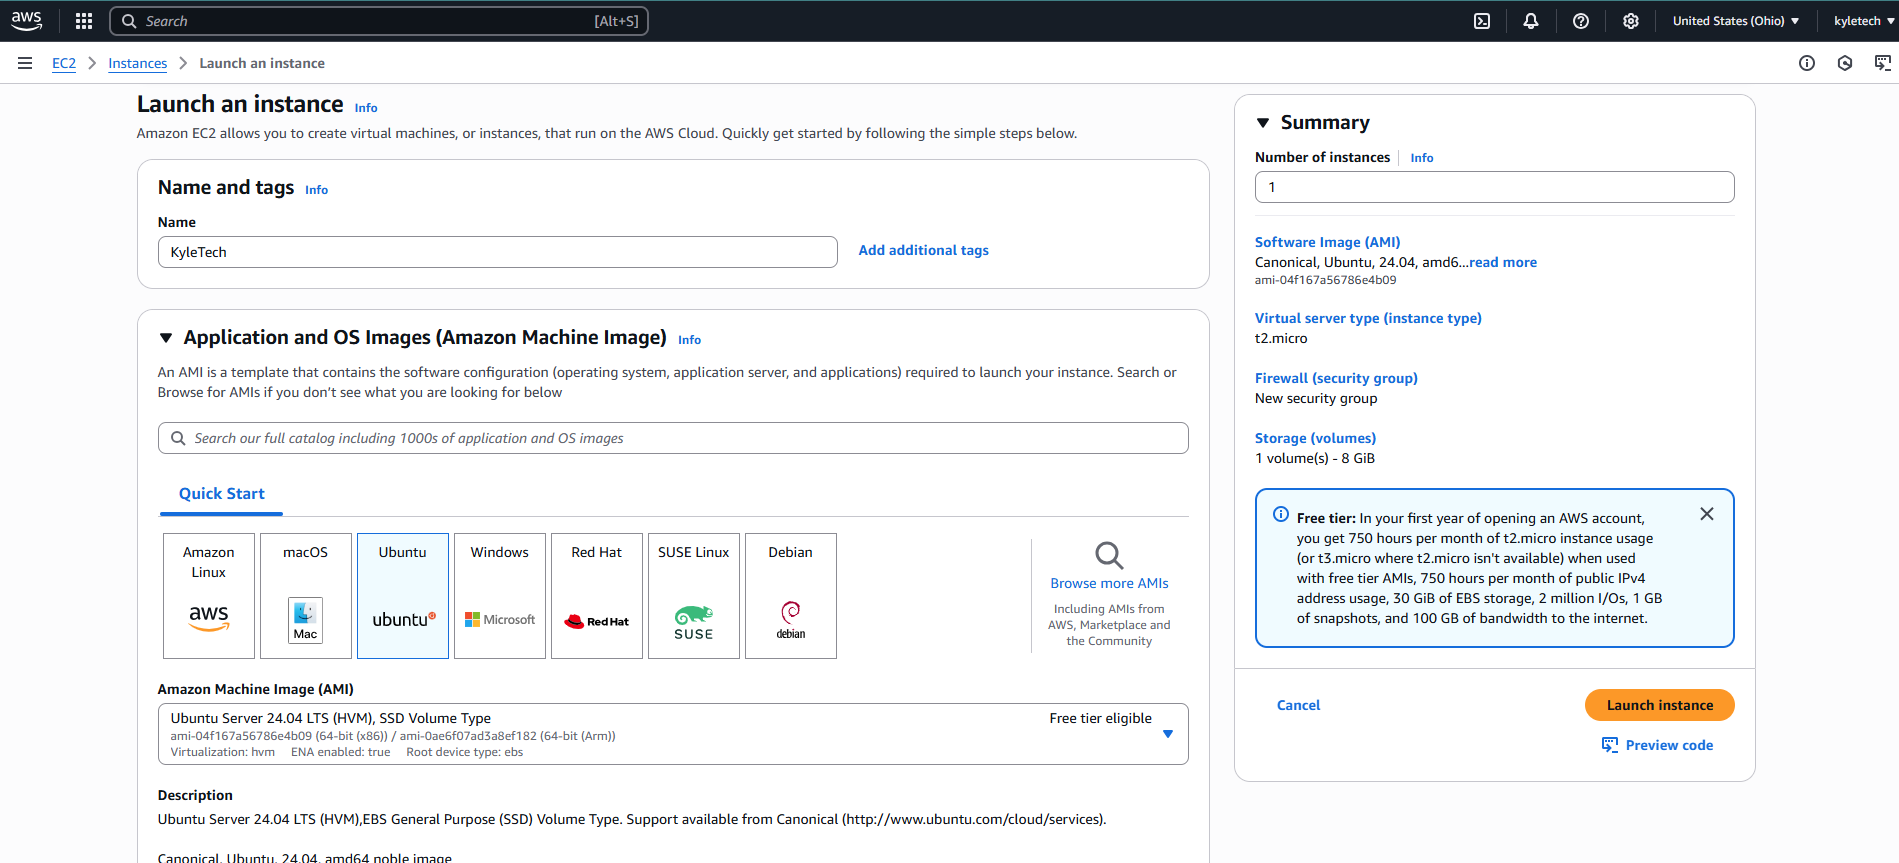 aws
Search
[Alt+S]
United States (Ohio)
kyletech
EC2
Instances
Launch an instance
Launch an instance
Info
Amazon EC2 allows you to create virtual machines, or instances, that run on the AWS Cloud. Quickly get started by following the simple steps below.
Name and tags
Info
Name
KyleTech
Add additional tags
Application and OS Images (Amazon Machine Image)
Info
An AMI is a template that contains the software configuration (operating system, application server, and applications) required to launch your instance. Search or
Browse for AMIs if you don’t see what you are looking for below
Search our full catalog including 1000s of application and OS images
Quick Start
Amazon
Linux
aws
macOS
Mac
Ubuntu
ubuntu
Windows
Microsoft
Red Hat
Red Hat
SUSE Linux
SUSE
Debian
debian
Browse more AMIs
Including AMIs from
AWS, Marketplace and
the Community
Amazon Machine Image (AMI)
Ubuntu Server 24.04 LTS (HVM), SSD Volume Type
Free tier eligible
ami-04f167a56786e4b09 (64-bit (x86)) / ami-0ae6f07ad3a8ef182 (64-bit (Arm))
Virtualization: hvm ENA enabled: true Root device type: ebs
Description
Ubuntu Server 24.04 LTS (HVM),EBS General Purpose (SSD) Volume Type. Support available from Canonical (http://www.ubuntu.com/cloud/services).
Canonical, Ubuntu, 24.04, amd64 noble image
Summary
Number of instances
Info
1
Software Image (AMI)
Canonical, Ubuntu, 24.04, amd6...read more
ami-04f167a56786e4b09
Virtual server type (instance type)
t2.micro
Firewall (security group)
New security group
Storage (volumes)
1 volume(s) - 8 GiB
Free tier: In your first year of opening an AWS account,
you get 750 hours per month of t2.micro instance usage
(or t3.micro where t2.micro isn't available) when used
with free tier AMIs, 750 hours per month of public IPv4
address usage, 30 GiB of EBS storage, 2 million I/Os, 1 GB
of snapshots, and 100 GB of bandwidth to the internet.
Cancel
Launch instance
Preview code